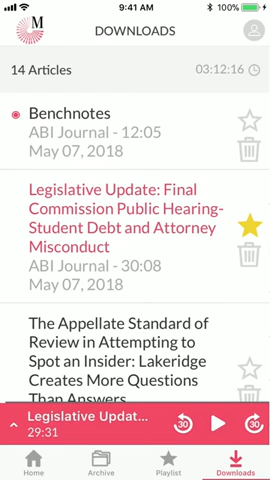 9:41 AM
100%
M
DOWNLOADS
14 Articles
03:12:16
Benchnotes
ABI Journal - 12:05
May 07, 2018
Legislative Update: Final
Commission Public Hearing-
Student Debt and Attorney
Misconduct
ABI Journal - 30:08
May 07, 2018
The Appellate Standard of
Review in Attempting to
Spot an Insider: Lakeridge
Creates More Questions
Than Answers
Legislative Updat...
29:31
30
30
Home
Archive
Playlist
Downloads